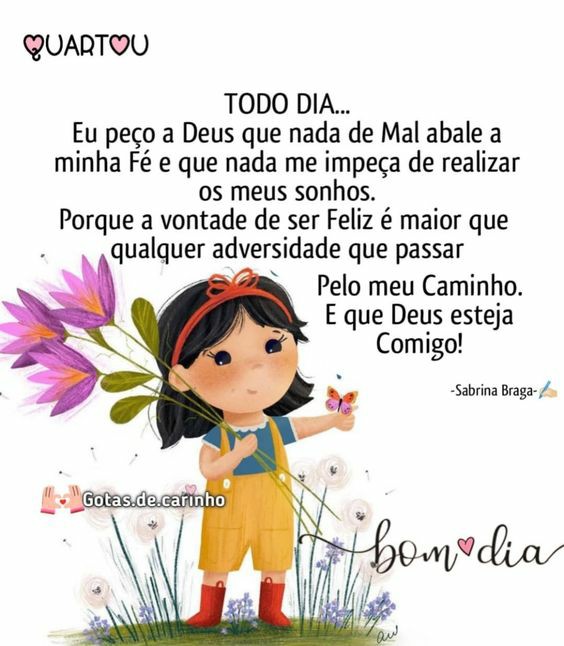 QUARTOU
TODO DIA...
Eu peço a Deus que nada de Mal abale a
minha Fé e que nada me impeça de realizar
os meus sonhos.
Porque a vontade de ser Feliz é maior que
qualquer adversidade que passar
Pelo meu Caminho.
E que Deus esteja
Comigo!
-Sabrina Braga-
Gotas.de.carinho
bom dia
aw